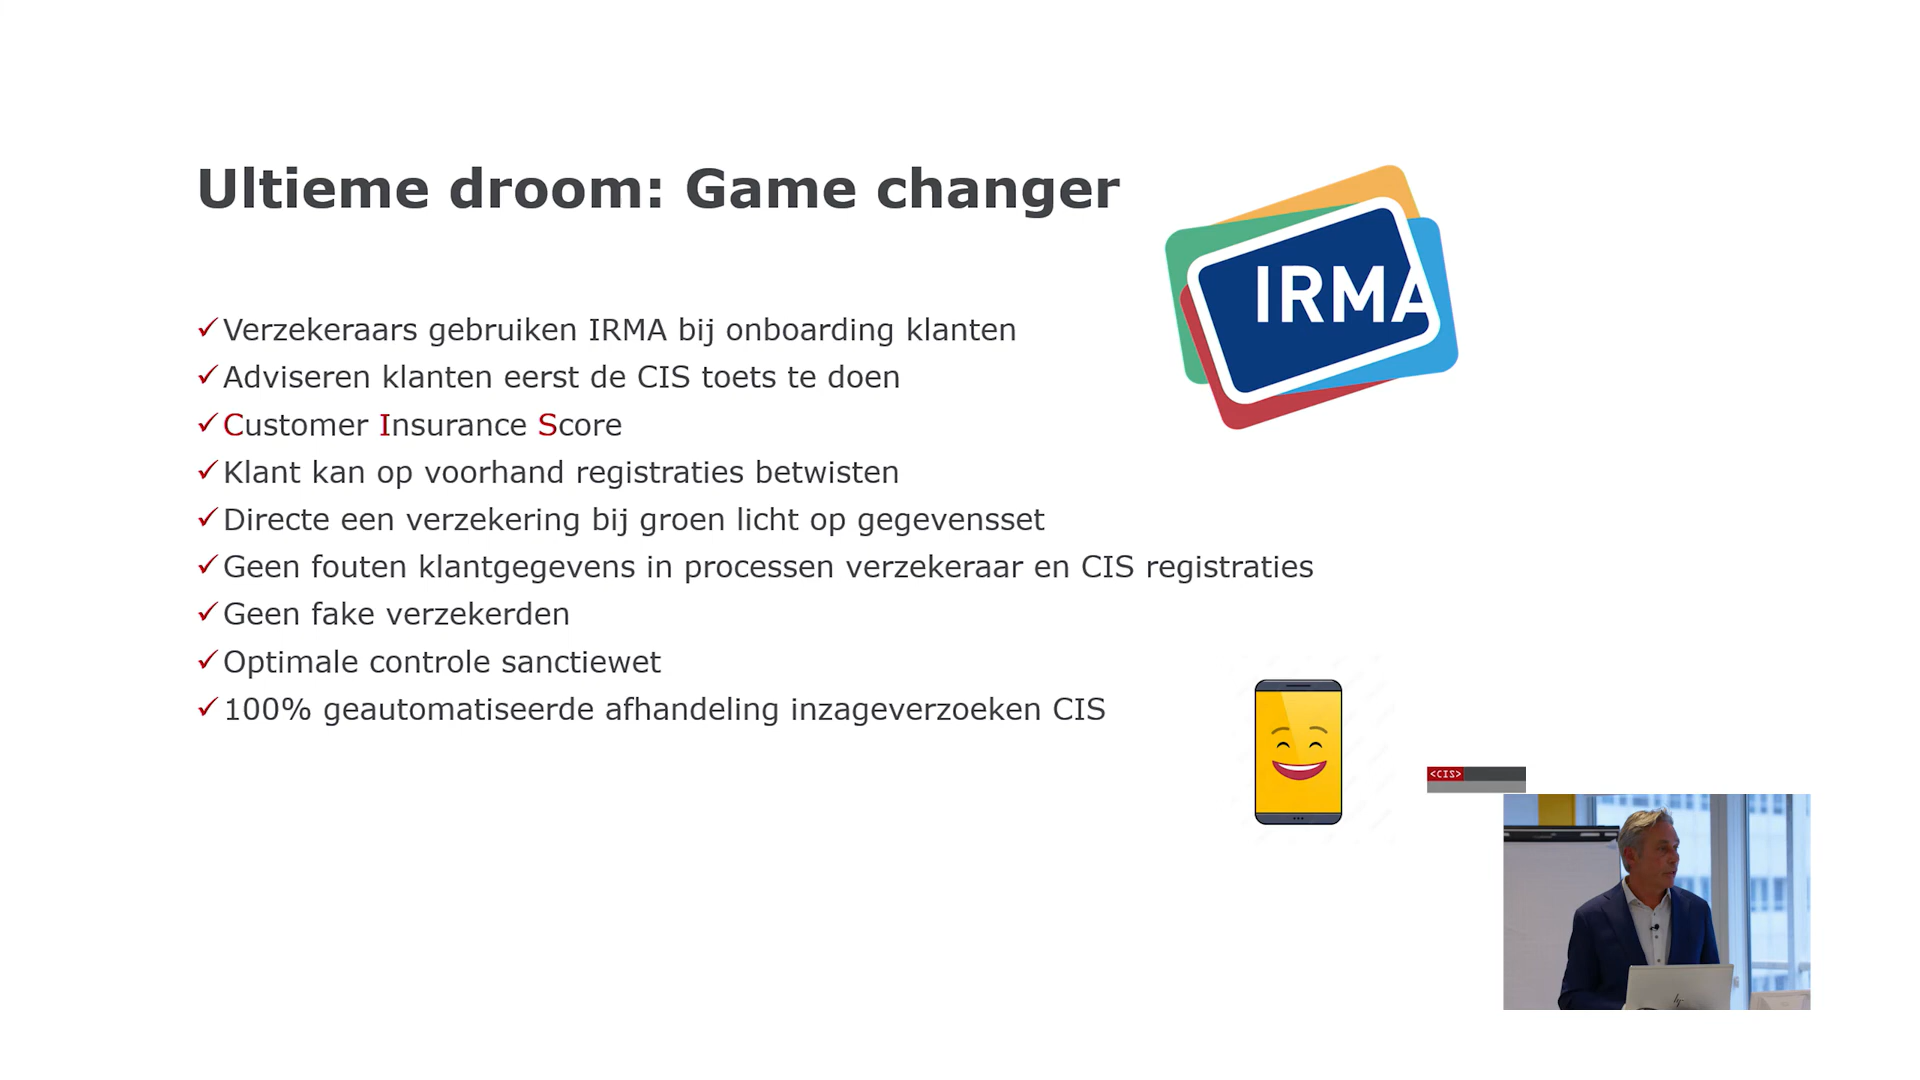 Ultieme droom: Game changer
IRMA
✓Verzekeraars gebruiken IRMA bij onboarding klanten
✓Adviseren klanten eerst de CIS toets te doen
✓Customer Insurance Score
✓Klant kan op voorhand registraties betwisten
✓Directe een verzekering bij groen licht op gegevensset
✓Geen fouten klantgegevens in processen verzekeraar en CIS registraties
✓Geen fake verzekerden
✓Optimale controle sanctiewet
✓100% geautomatiseerde afhandeling inzageverzoeken CIS
<CIS>
hp